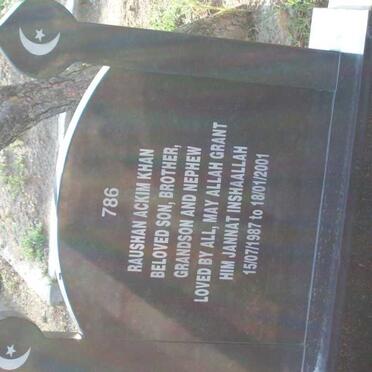 786
RAUSHAN ACKIM KHAN
BELOVED SON, BROTHER,
GRANDSON AND NEPHEW
LOVED BY ALL, MAY ALLAH GRANT
HIM JANNAT INSHAALLAH
15/07/1987 to 18/01/2001